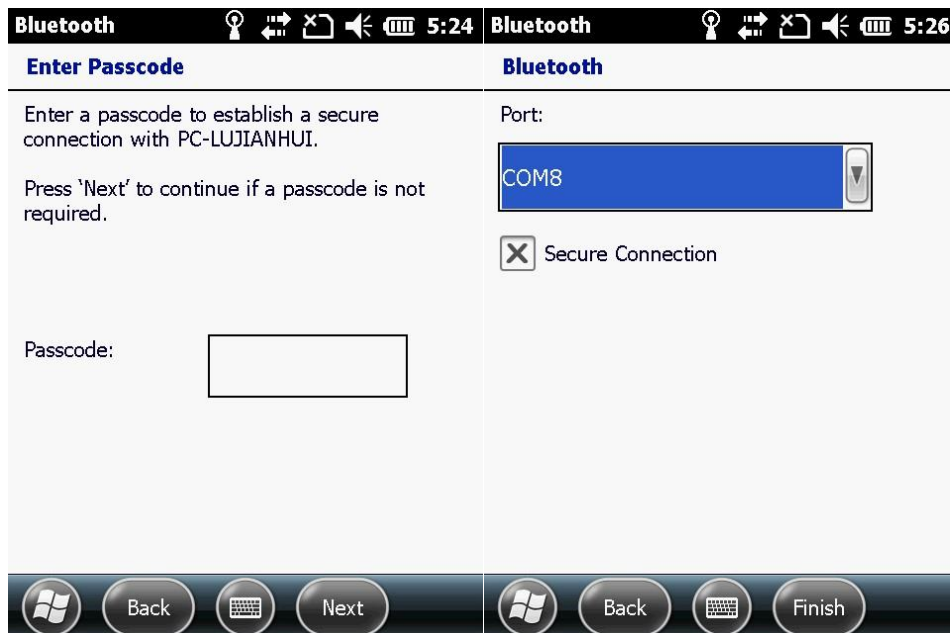 Bluetooth 5:24
Enter Passcode
Enter a passcode to establish a secure
connection with PC-LUJIANHUI.
Press ‘Next’ to continue if a passcode is not
required.
Passcode:
Back Next
Bluetooth 5:26
Bluetooth
Port:
COM8
Secure Connection
Back Finish